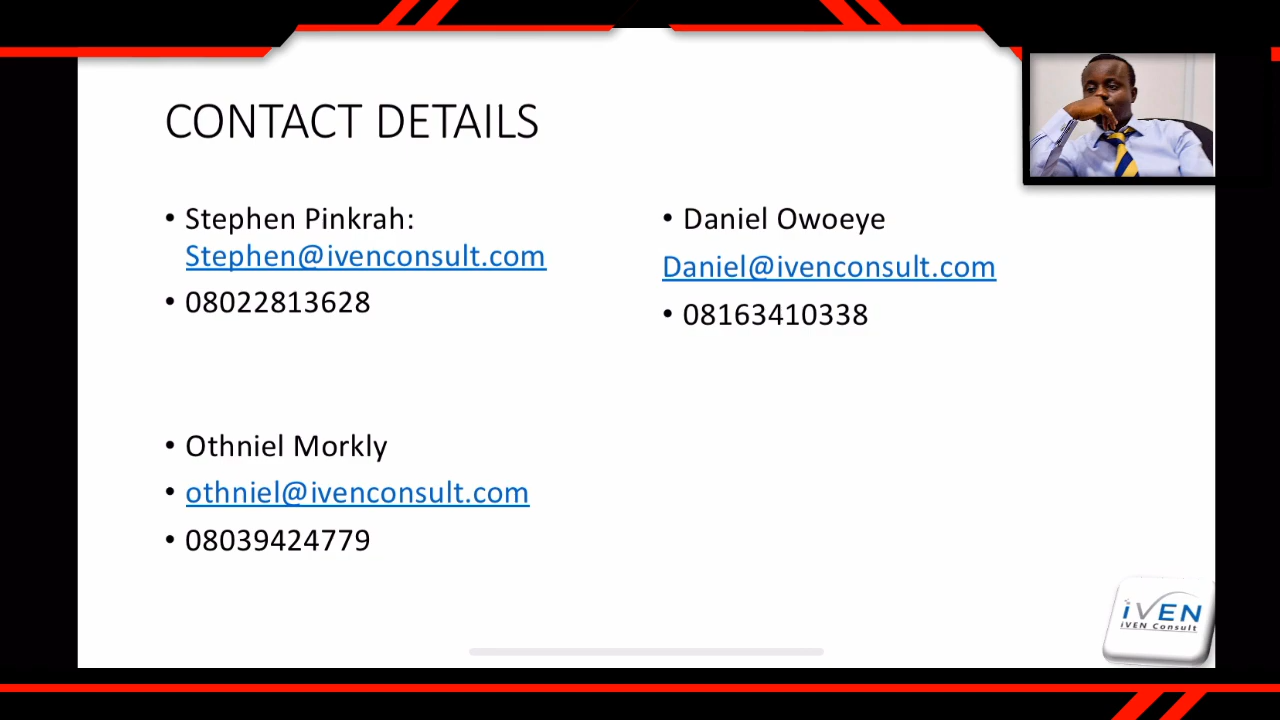 CONTACT DETAILS
• Stephen Pinkrah:
Stephen@ivenconsult.com
• 08022813628
• Daniel Owoeye
Daniel@ivenconsult.com
• 08163410338
• Othniel Morkly
• othniel@ivenconsult.com
• 08039424779
iVEN
iVEN Consult